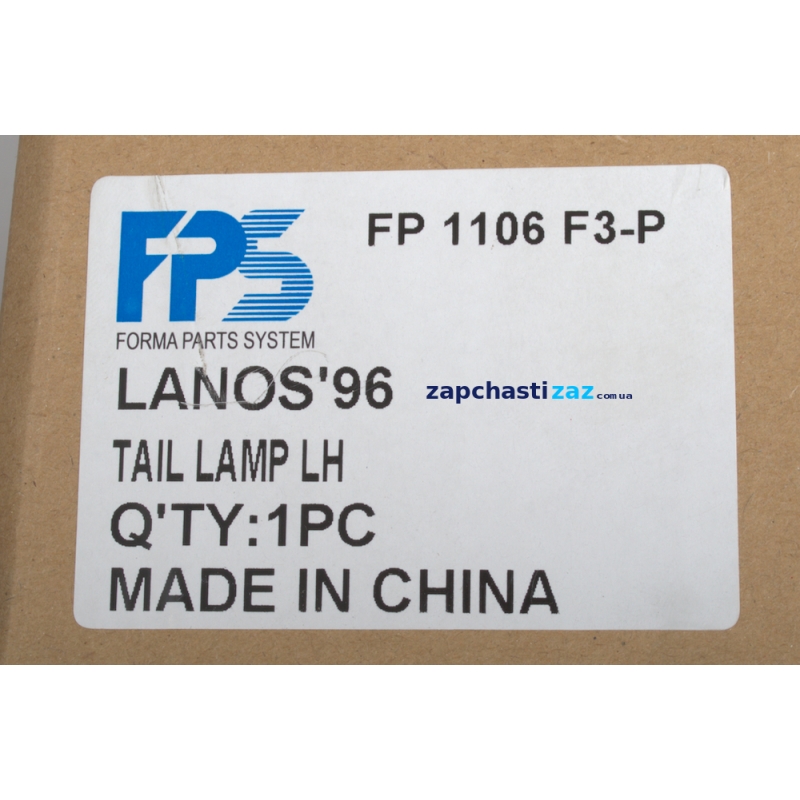 FPS
FP 1106 F3-P
FORMA PARTS SYSTEM
LANOS'96
zapchastizaz.com.ua
TAIL LAMP LH
Q'TY:1PC
MADE IN CHINA